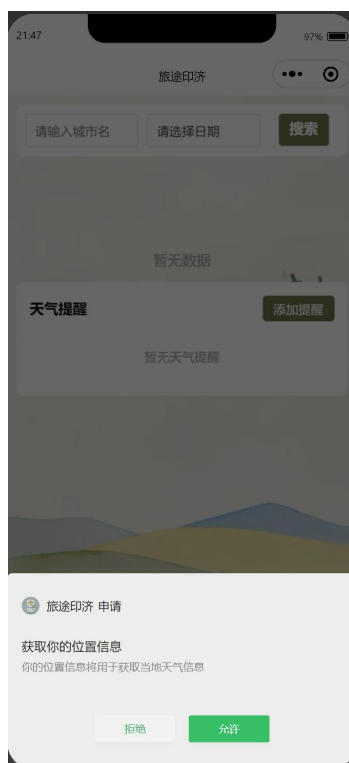 21:47
97%
旅途印济
请输入城市名
请选择日期
搜索
暂无数据
天气提醒
添加提醒
暂无天气提醒
旅途印济 申请
获取你的位置信息
你的位置信息将用于获取当地天气信息
拒绝
允许